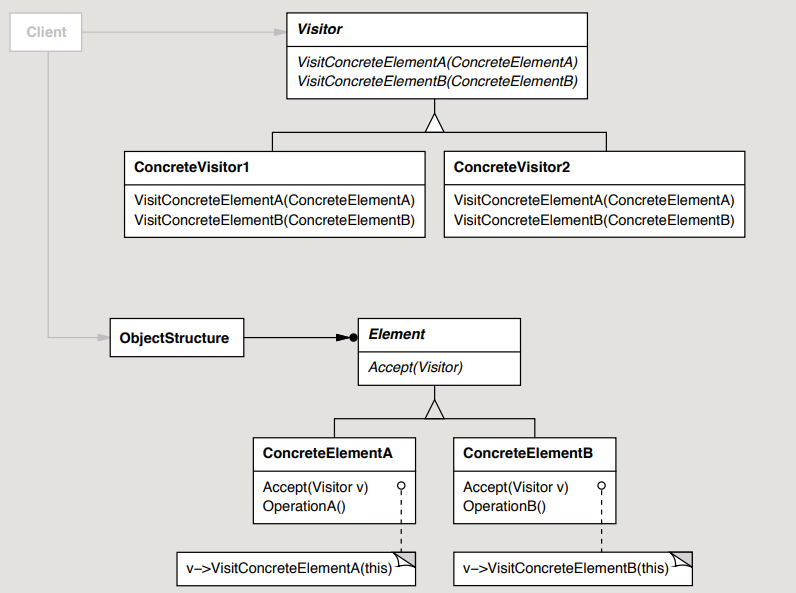 Client
Visitor
VisitConcreteElementA(ConcreteElementA)
VisitConcreteElementB(ConcreteElementB)
ConcreteVisitor1
VisitConcreteElementA(ConcreteElementA)
VisitConcreteElementB(ConcreteElementB)
ConcreteVisitor2
VisitConcreteElementA(ConcreteElementA)
VisitConcreteElementB(ConcreteElementB)
ObjectStructure
Element
Accept(Visitor)
ConcreteElementA
Accept(Visitor v)
OperationA()
ConcreteElementB
Accept(Visitor v)
OperationB()
v–>VisitConcreteElementA(this)
v–>VisitConcreteElementB(this)